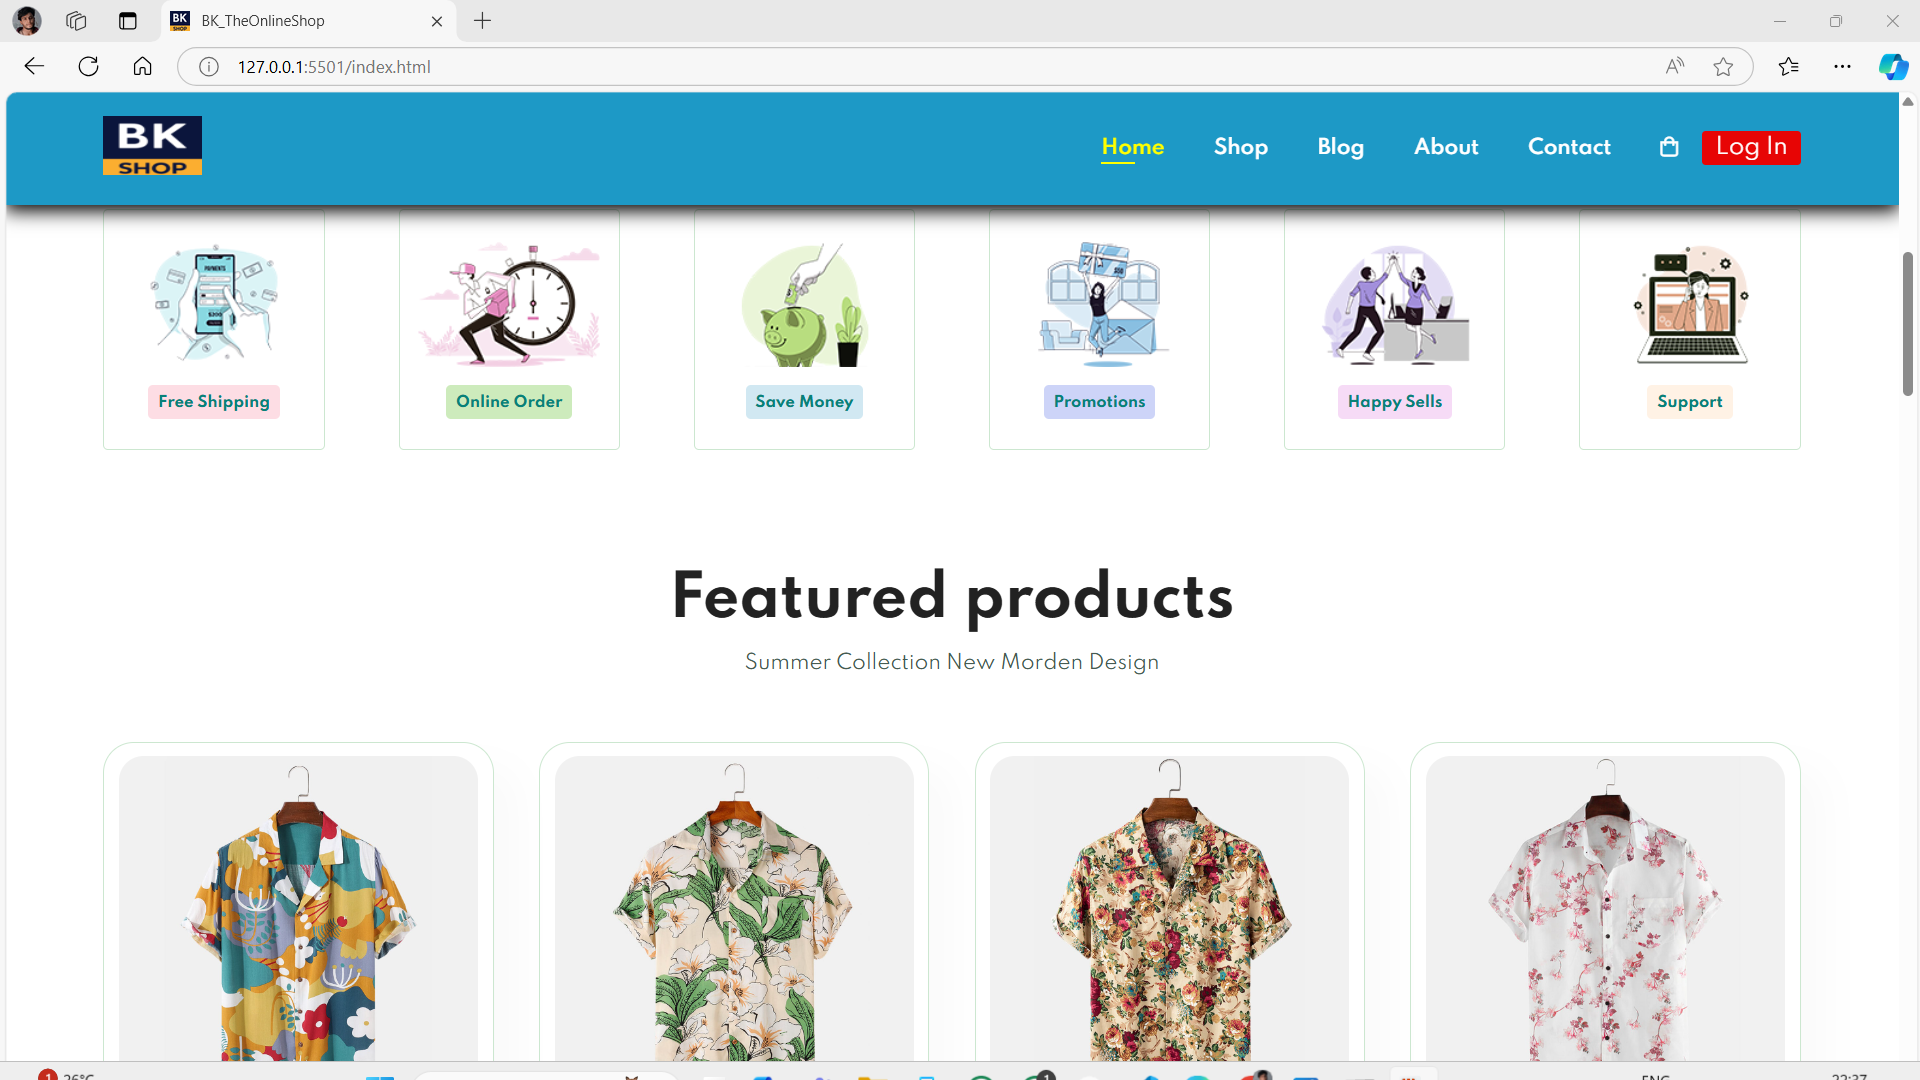 BK_TheOnlineShop
127.0.0.1:5501/index.html
BK
SHOP
Home
Shop
Blog
About
Contact
Log In
PAYMENTS
Free Shipping
Online Order
Save Money
Promotions
Happy Sells
Support
Featured products
Summer Collection New Morden Design